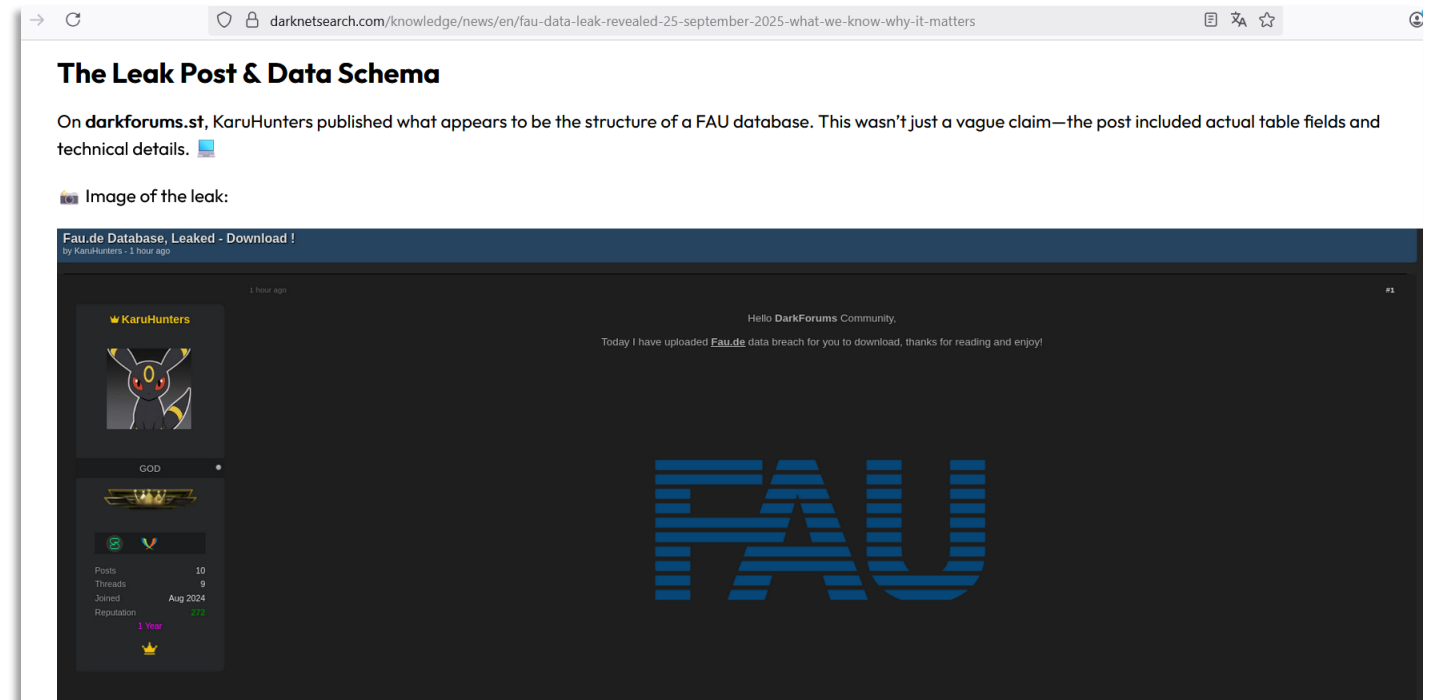 darknetsearch.com/knowledge/news/en/fau-data-leak-revealed-25-september-2025-what-we-know-why-it-matters
The Leak Post & Data Schema
On darkforums.st, KaruHunters published what appears to be the structure of a FAU database. This wasn't just a vague claim—the post included actual table fields and
technical details. 💻
📸 Image of the leak:
Fau.de Database, Leaked - Download !
by KaruHunters - 1 hour ago
1 hour ago
#1
KaruHunters
Hello DarkForums Community,
Today I have uploaded Fau.de data breach for you to download, thanks for reading and enjoy!
FAU
GOD
Posts 10
Threads 9
Joined Aug 2024
Reputation 272
1 Year